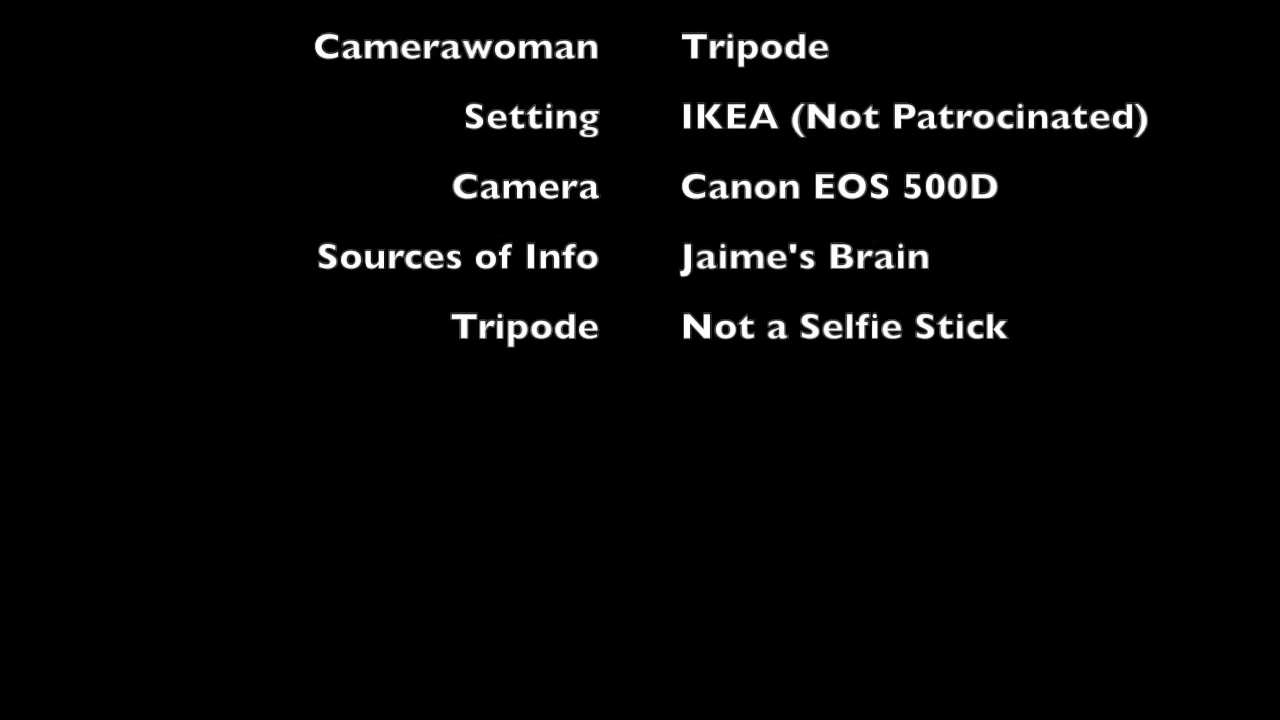 Camerawoman Tripode
Setting IKEA (Not Patrocinated)
Camera Canon EOS 500D
Sources of Info Jaime's Brain
Tripode Not a Selfie Stick